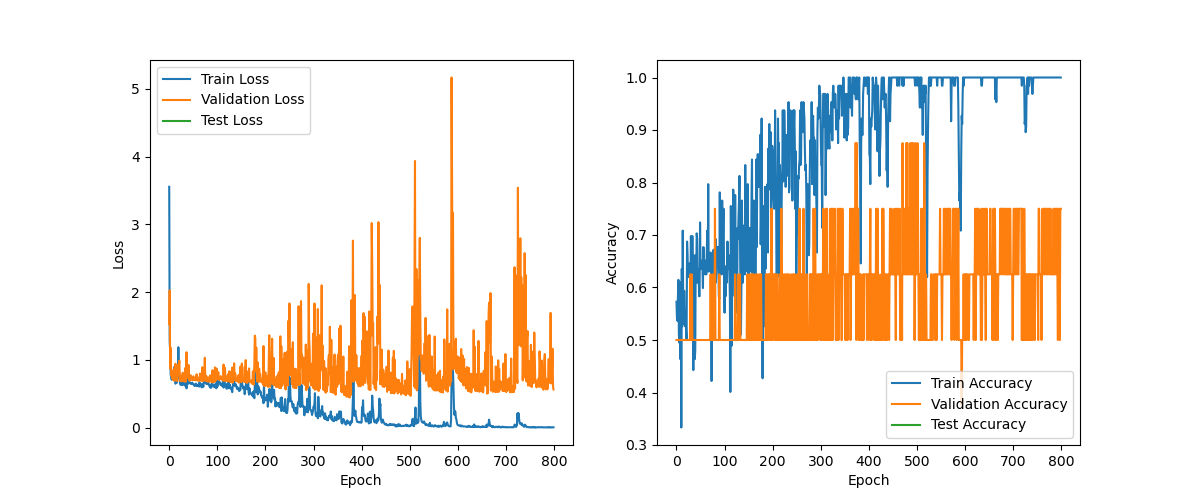 Train Loss
Validation Loss
Test Loss
5
4
3
2
1
0
Loss
0 100 200 300 400 500 600 700 800
Epoch
1.0
0.9
0.8
0.7
0.6
0.5
0.4
0.3
Accuracy
Train Accuracy
Validation Accuracy
Test Accuracy
0 100 200 300 400 500 600 700 800
Epoch